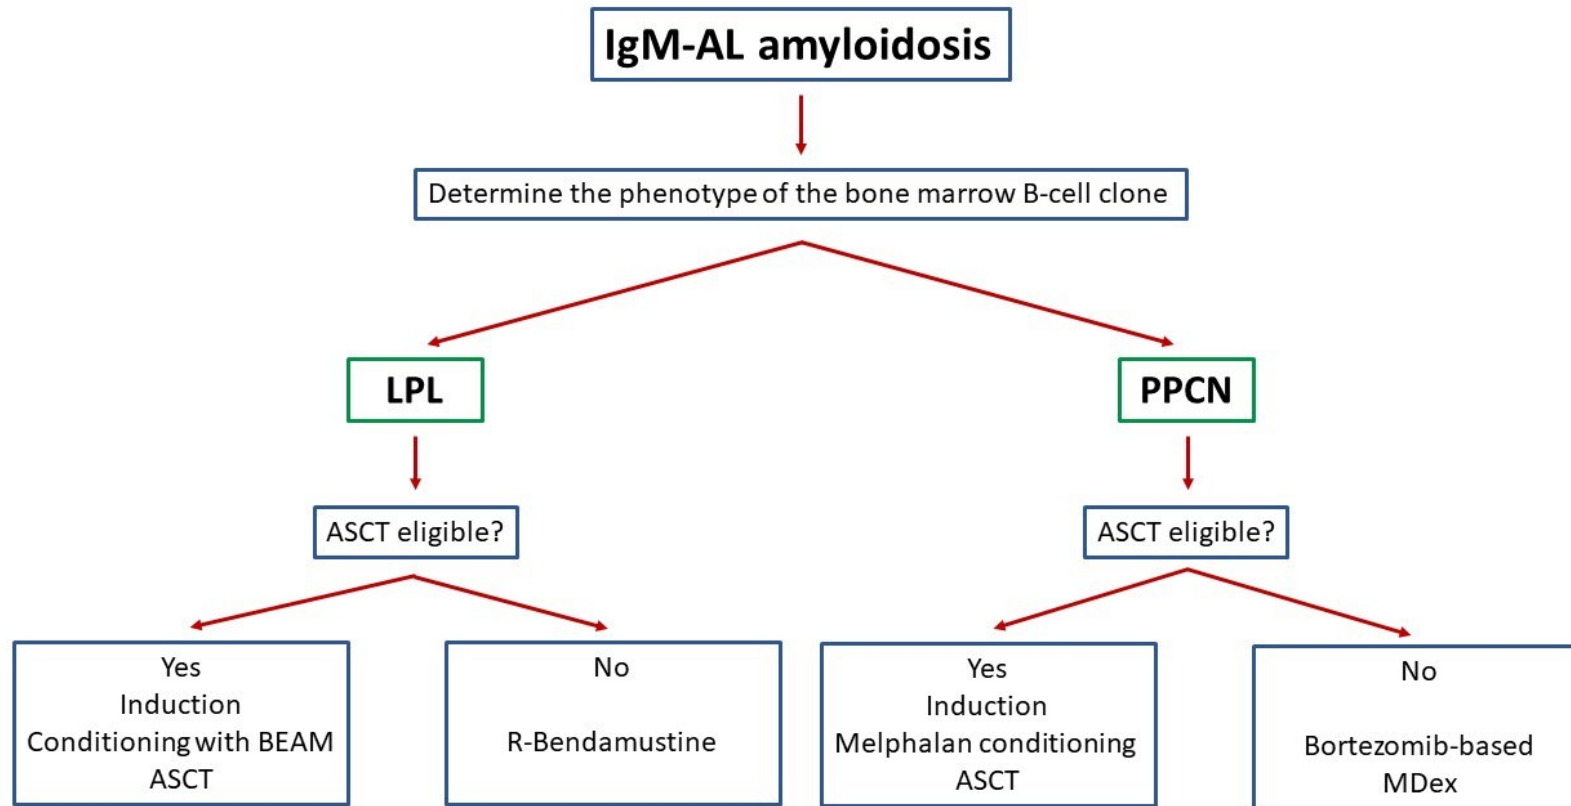 IgM-AL amyloidosis
Determine the phenotype of the bone marrow B-cell clone
LPL
PPCN
ASCT eligible?
ASCT eligible?
Yes
Induction
Conditioning with BEAM
ASCT
No
R-Bendamustine
Yes
Induction
Melphalan conditioning
ASCT
No
Bortezomib-based
MDex